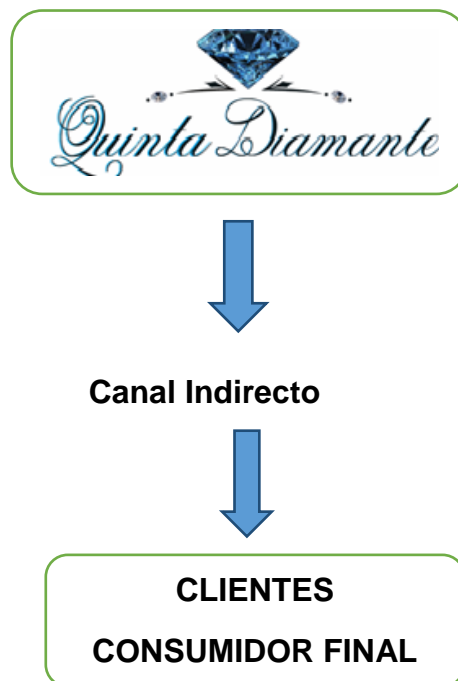 Quinta Diamante
Canal Indirecto
CLIENTES
CONSUMIDOR FINAL